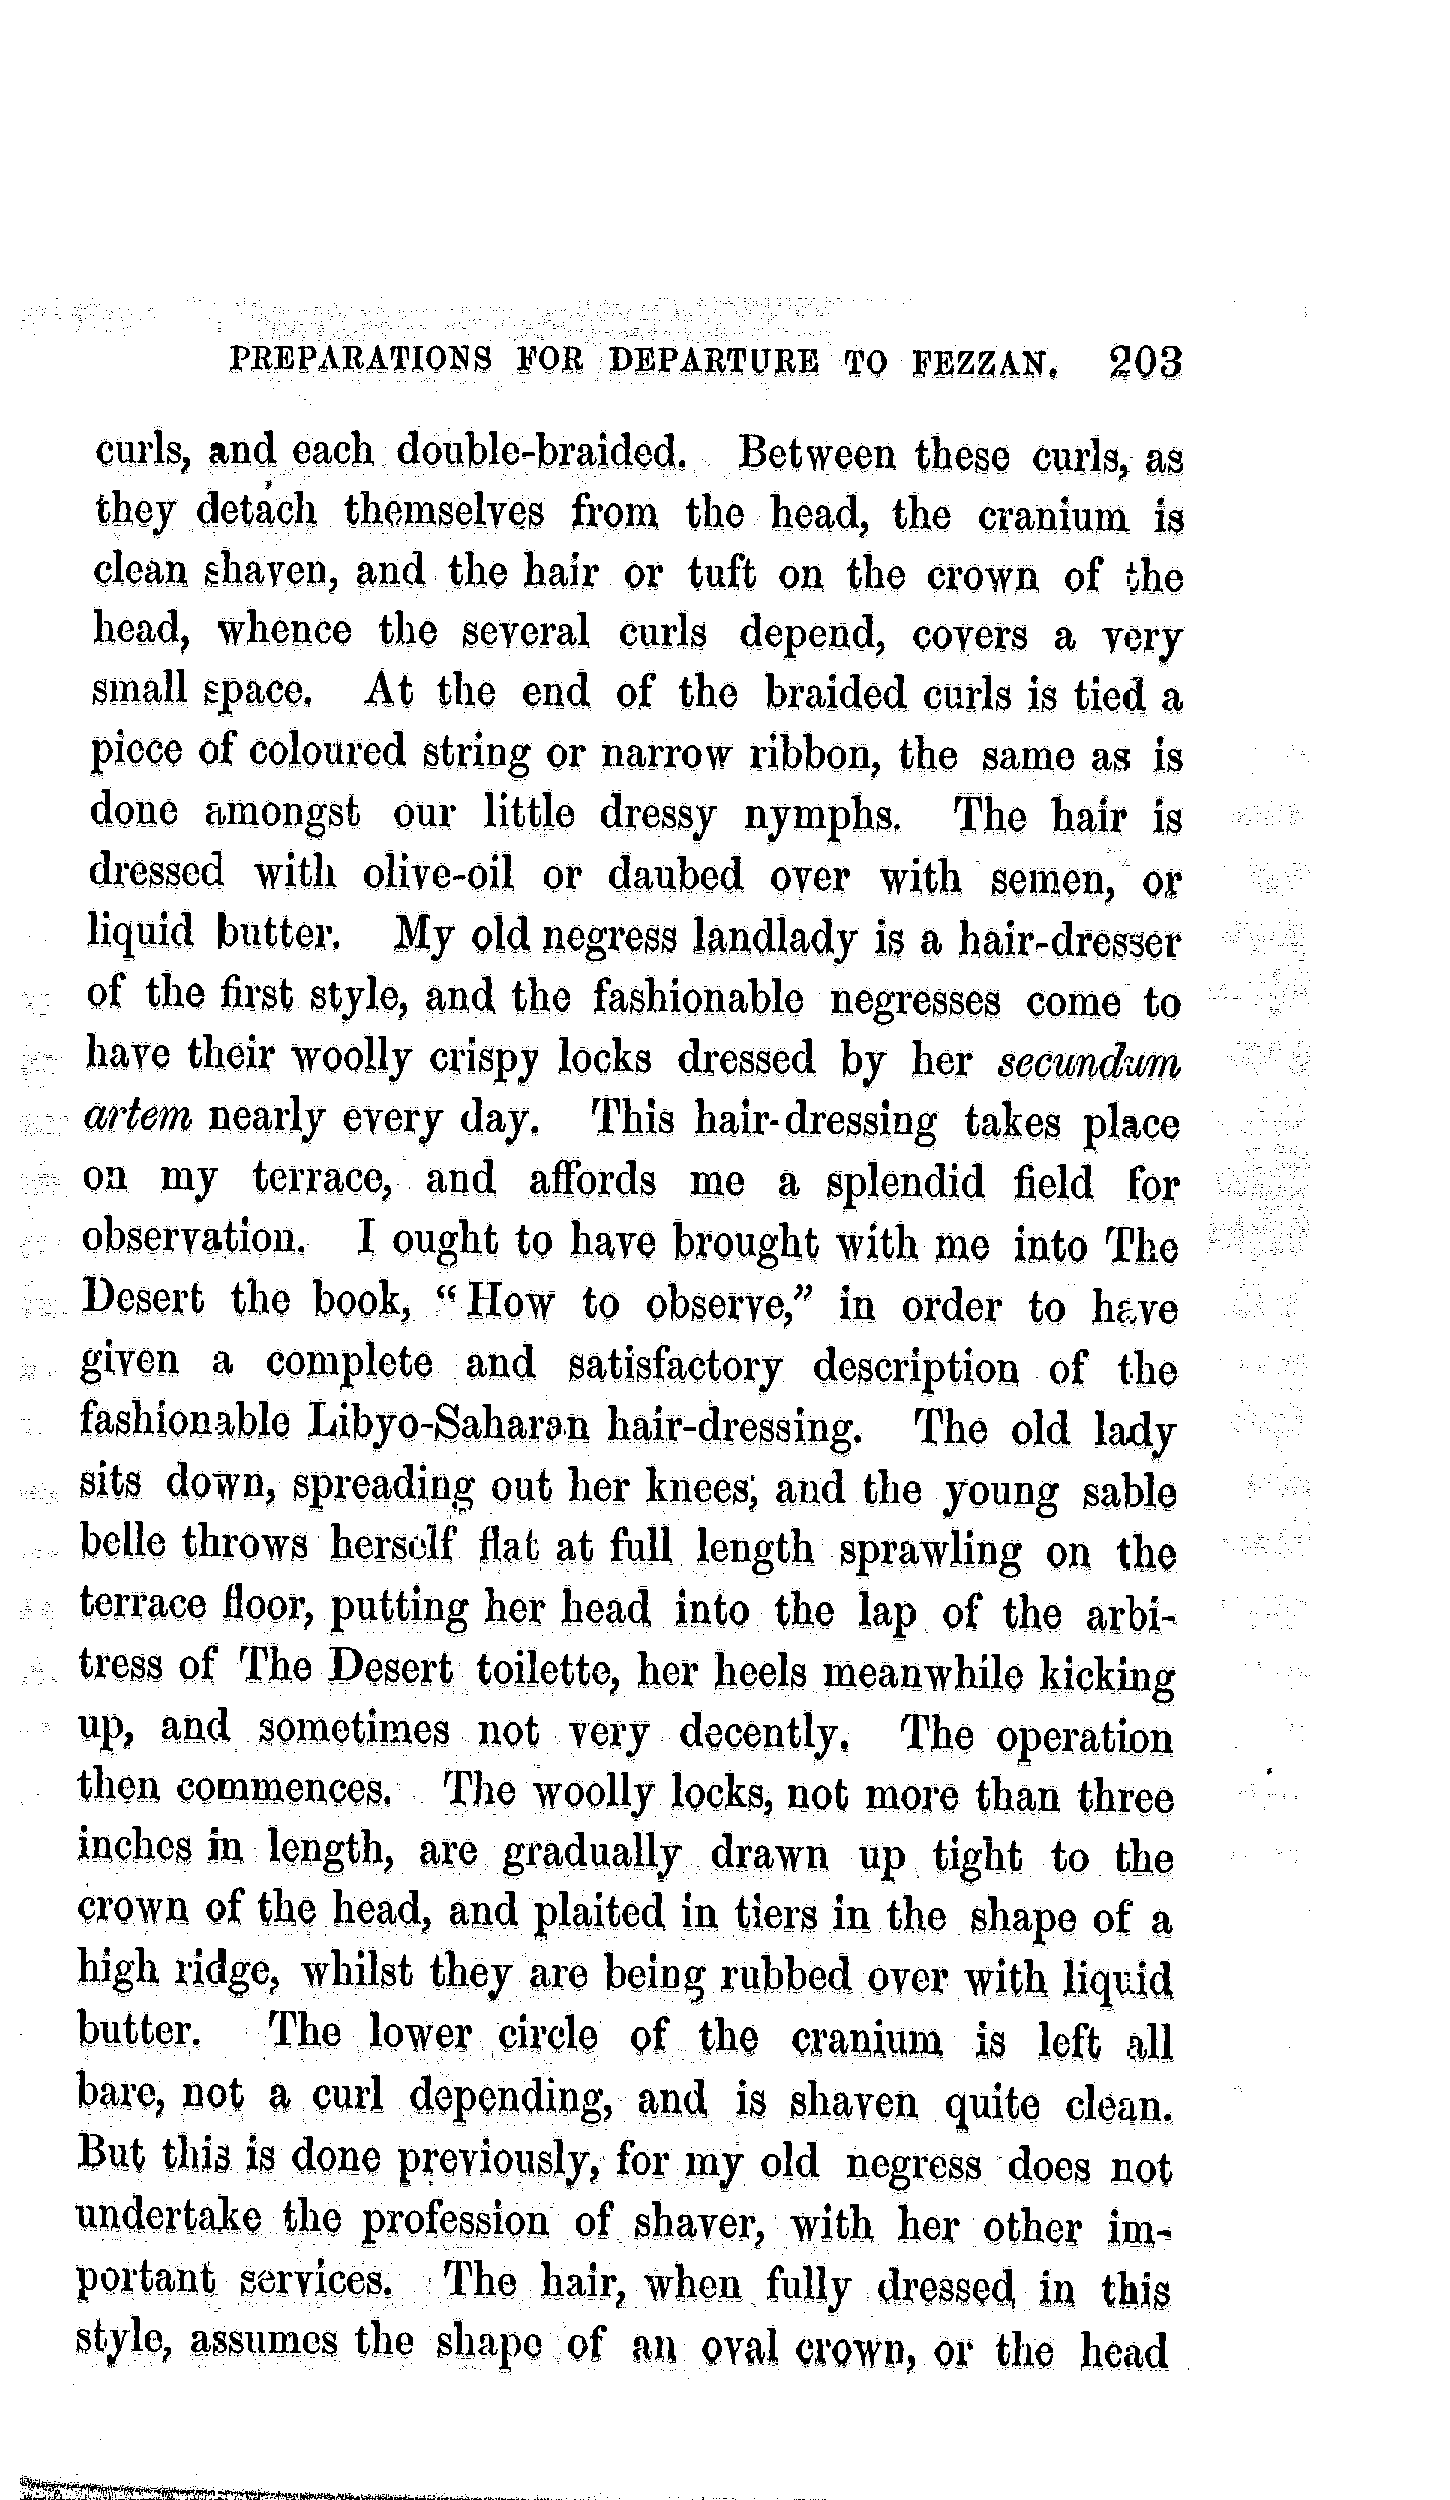 PREPARATIONS FOR DEPARTURE TO FEZZAN. 203
curls, and each double-braided. Between these curls, as
they detach themselves from the head, the cranium is
clean shaven, and the hair or tuft on the crown of the
head, whence the several curls depend, covers a very
small space. At the end of the braided curls is tied a
piece of coloured string or narrow ribbon, the same as is
done amongst our little dressy nymphs. The hair is
dressed with olive-oil or daubed over with semen, or
liquid butter. My old negress landlady is a hair-dresser
of the first style, and the fashionable negresses come to
have their woolly crispy locks dressed by her secundum
artem nearly every day. This hair-dressing takes place
on my terrace, and affords me a splendid field for
observation. I ought to have brought with me into The
Desert the book, “How to observe,” in order to have
given a complete and satisfactory description of the
fashionable Libyo-Saharan hair-dressing. The old lady
sits down, spreading out her knees; and the young sable
belle throws herself flat at full length sprawling on the
terrace floor, putting her head into the lap of the arbi-
tress of The Desert toilette, her heels meanwhile kicking
up, and sometimes not very decently. The operation
then commences. The woolly locks, not more than three
inches in length, are gradually drawn up tight to the
crown of the head, and plaited in tiers in the shape of a
high ridge, whilst they are being rubbed over with liquid
butter. The lower circle of the cranium is left all
bare, not a curl depending, and is shaven quite clean.
But this is done previously, for my old negress does not
undertake the profession of shaver, with her other im-
portant services. The hair, when fully dressed in this
style, assumes the shape of an oval crown, or the head